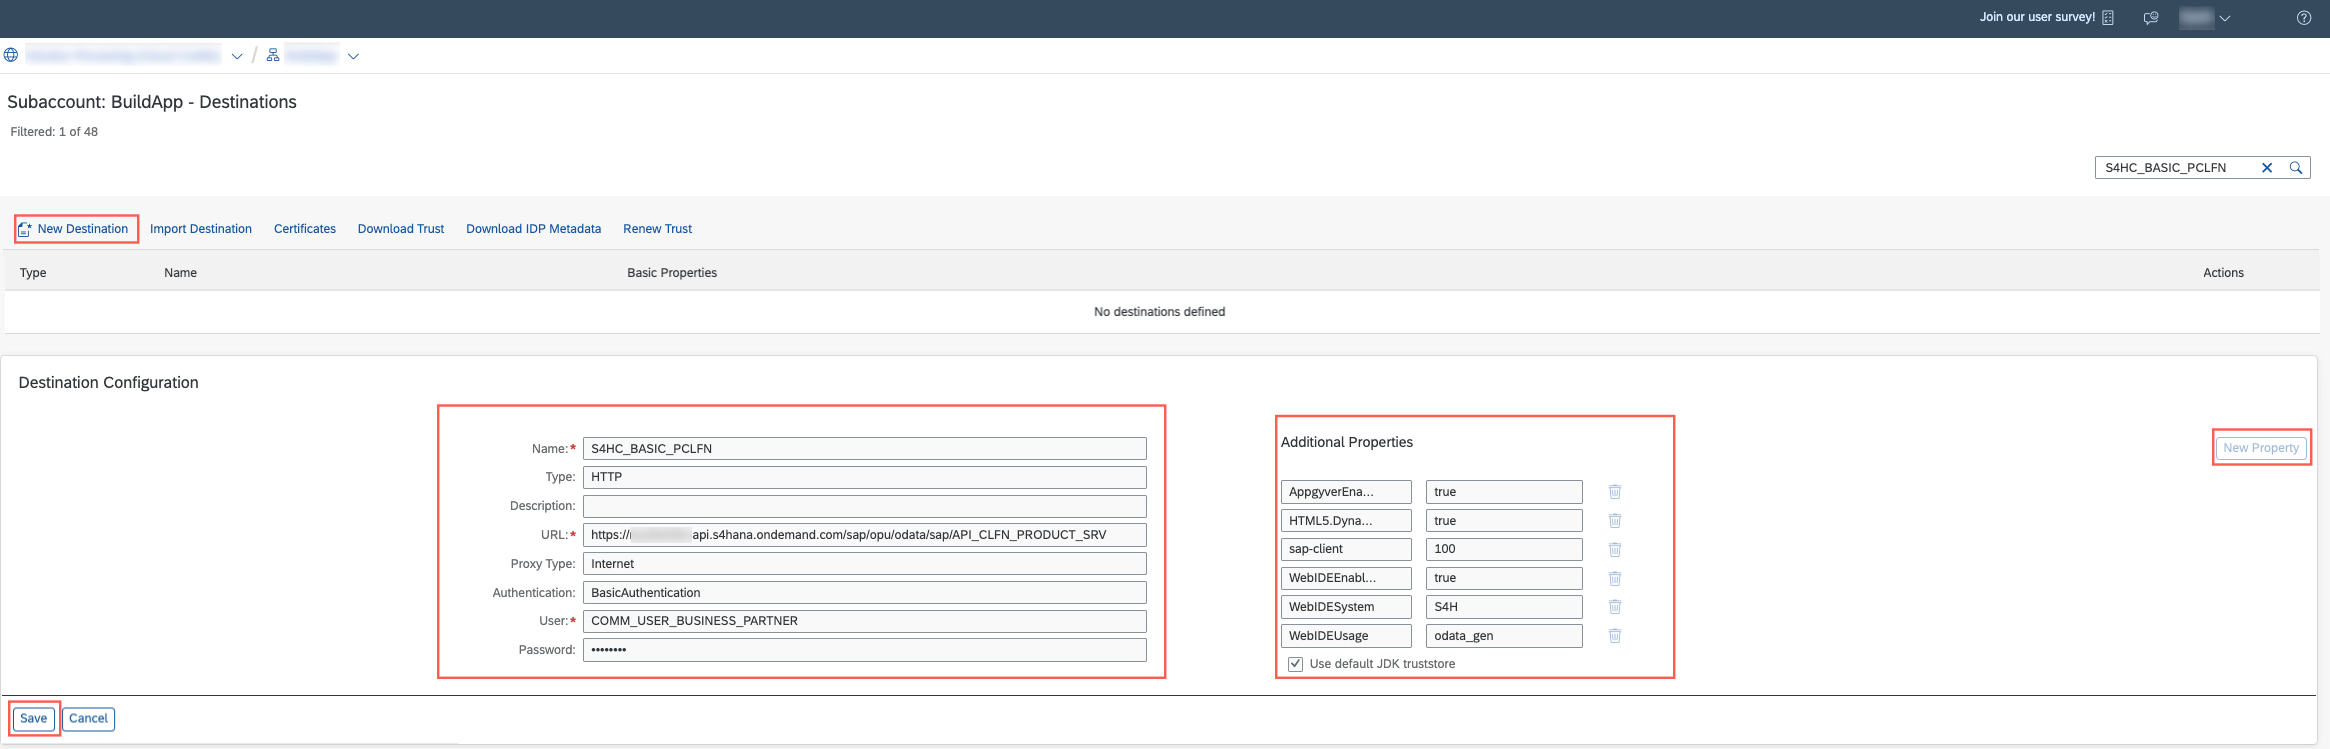 Join our user survey!
/
Subaccount: BuildApp - Destinations
Filtered: 1 of 48
S4HC_BASIC_PCLFN
New Destination Import Destination Certificates Download Trust Download IDP Metadata Renew Trust
Type Name Basic Properties Actions
No destinations defined
Destination Configuration
Name:* S4HC_BASIC_PCLFN
Type: HTTP
Description:
URL:* https:// api.s4hana.ondemand.com/sap/opu/odata/sap/API_CLFN_PRODUCT_SRV
Proxy Type: Internet
Authentication: BasicAuthentication
User:* COMM_USER_BUSINESS_PARTNER
Password: ••••••••
Additional Properties
New Property
AppgyverEna... true
HTML5.Dyna... true
sap-client 100
WebIDEEnabl... true
WebIDESystem S4H
WebIDEUsage odata_gen
Use default JDK truststore
Save Cancel